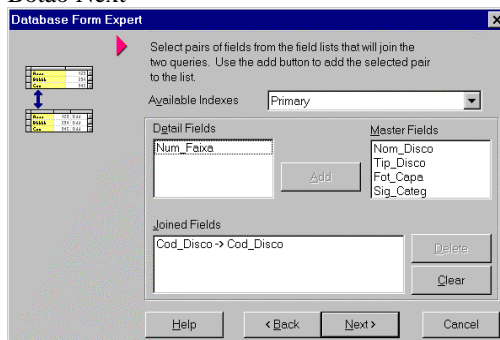 Botão Next
Database Form Expert
Select pairs of fields from the field lists that will join the
two queries. Use the add button to add the selected pair
to the list.
Available Indexes
Primary
Detail Fields
Master Fields
Num_Faixa
Add
Nom_Disco
Tip_Disco
Fot_Capa
Sig_Categ
Joined Fields
Cod_Disco -> Cod_Disco
Delete
Clear
Help
< Back
Next >
Cancel